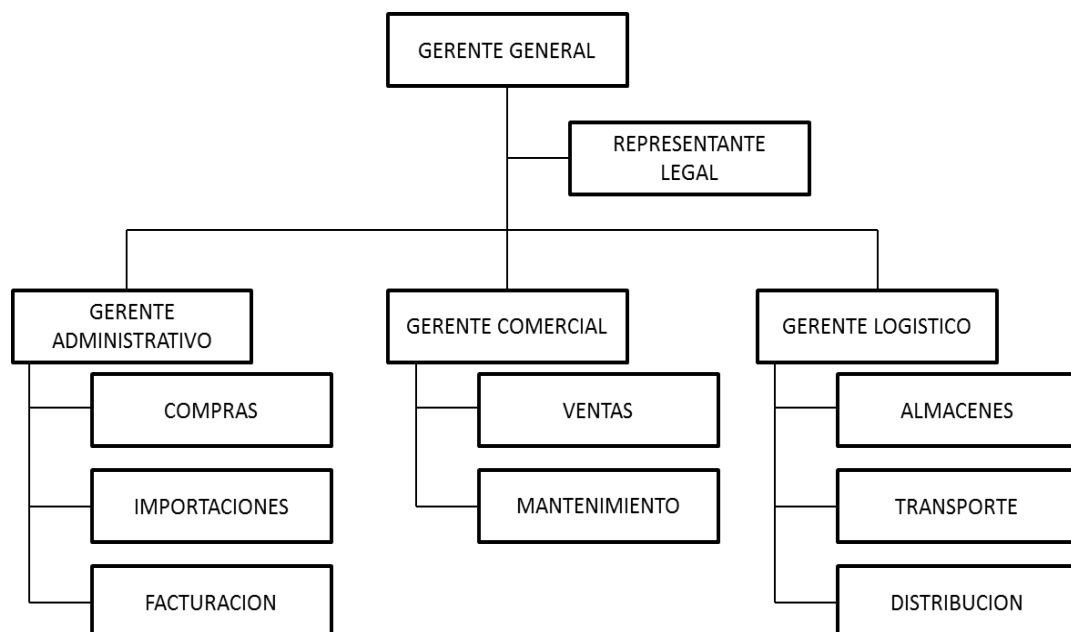 GERENTE GENERAL
REPRESENTANTE
LEGAL
GERENTE
ADMINISTRATIVO
GERENTE COMERCIAL
GERENTE LOGISTICO
COMPRAS
VENTAS
ALMACENES
IMPORTACIONES
MANTENIMIENTO
TRANSPORTE
FACTURACION
DISTRIBUCION